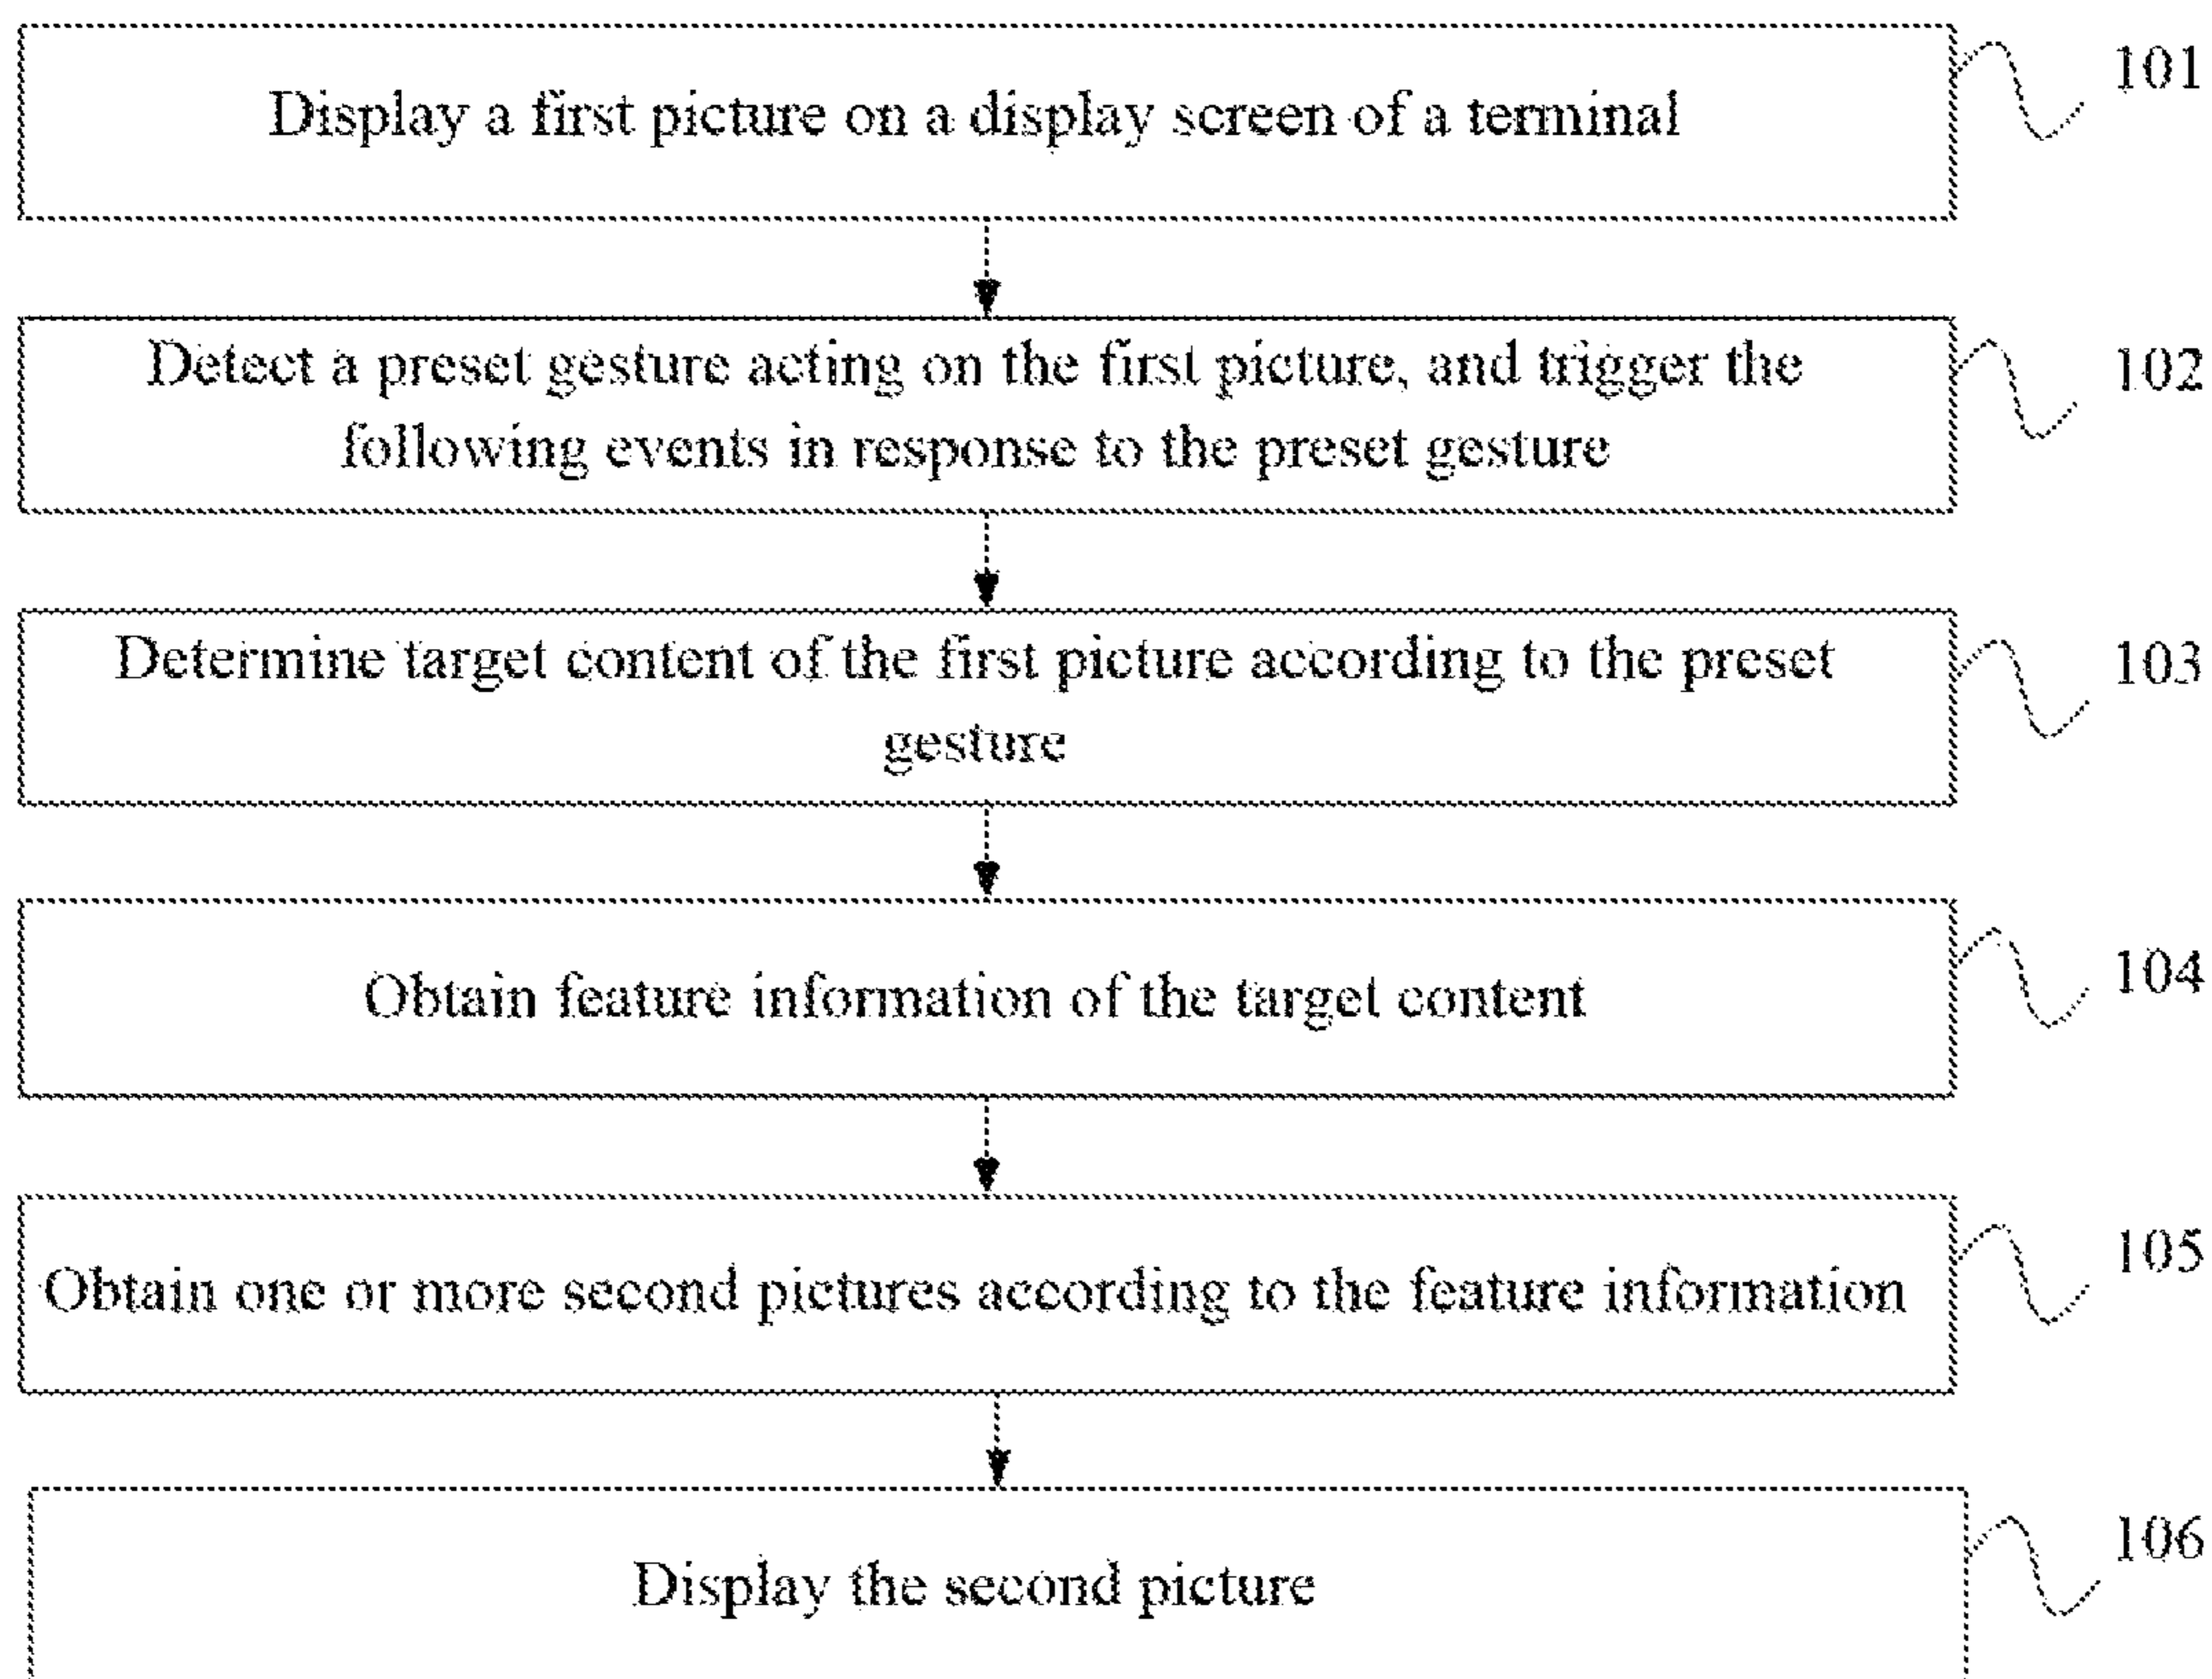 Display a first picture on a display screen of a terminal
101
Detect a preset gesture acting on the first picture, and trigger the
following events in response to the preset gesture
102
Determine target content of the first picture according to the preset
gesture
103
Obtain feature information of the target content
104
Obtain one or more second pictures according to the feature information
105
Display the second picture
106